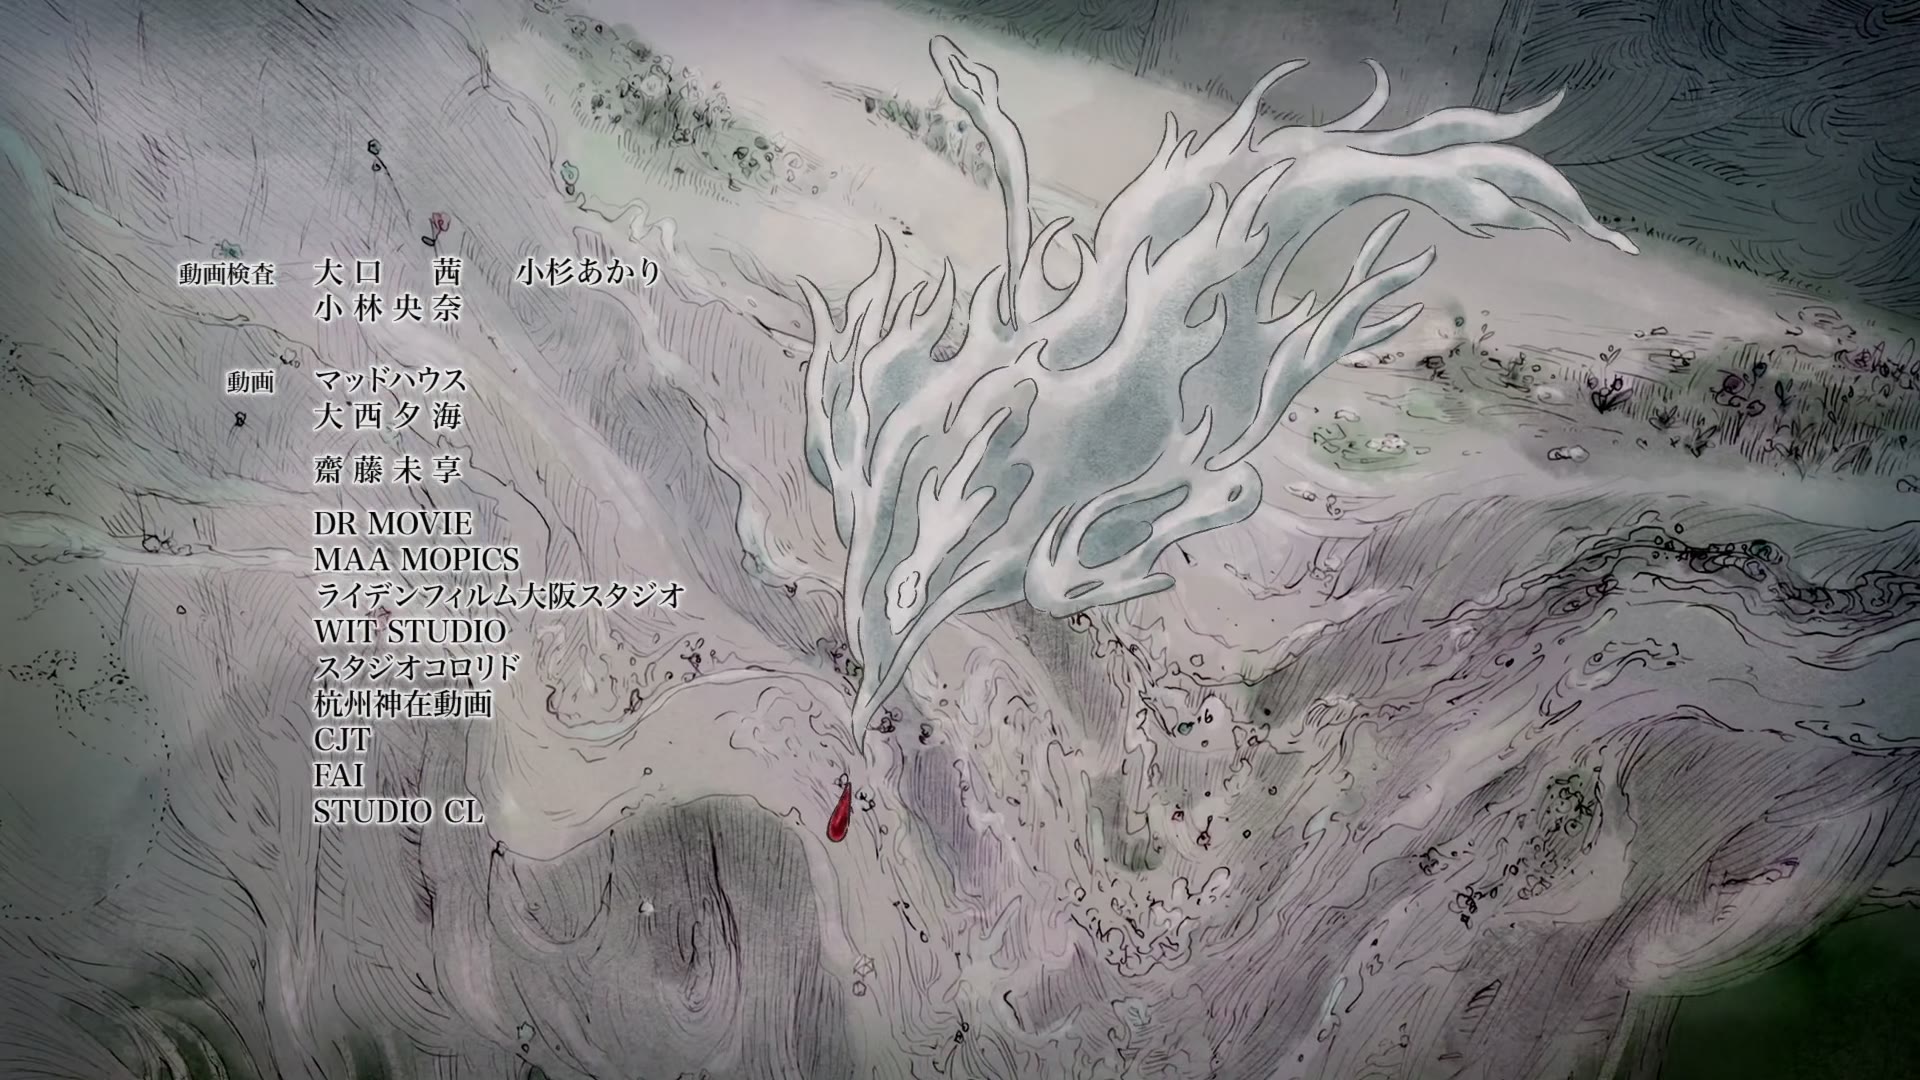 動画検査 大口 茜 小杉あかり
小林央奈
動画 マッドハウス
大西夕海
齋藤未享
DR MOVIE
MAA MOPICS
ライデンフィルム大阪スタジオ
WIT STUDIO
スタジオコロリド
杭州神在動画
CJT
FAI
STUDIO CL